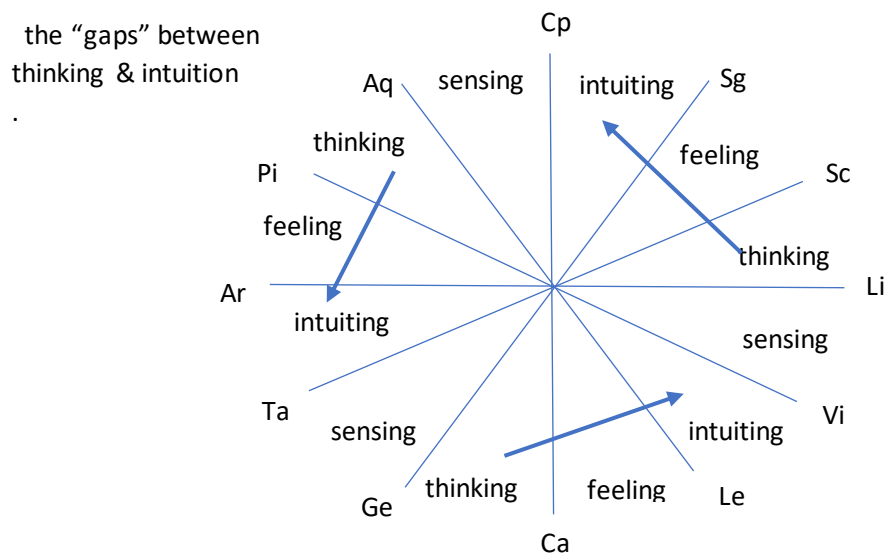 the “gaps” between
thinking & intuition
.
Cp
Aq
sensing
intuiting
Sg
thinking
feeling
Pi
Sc
feeling
thinking
Ar
Li
intuiting
sensing
Ta
Vi
sensing
intuiting
thinking
feeling
Le
Ge
Ca